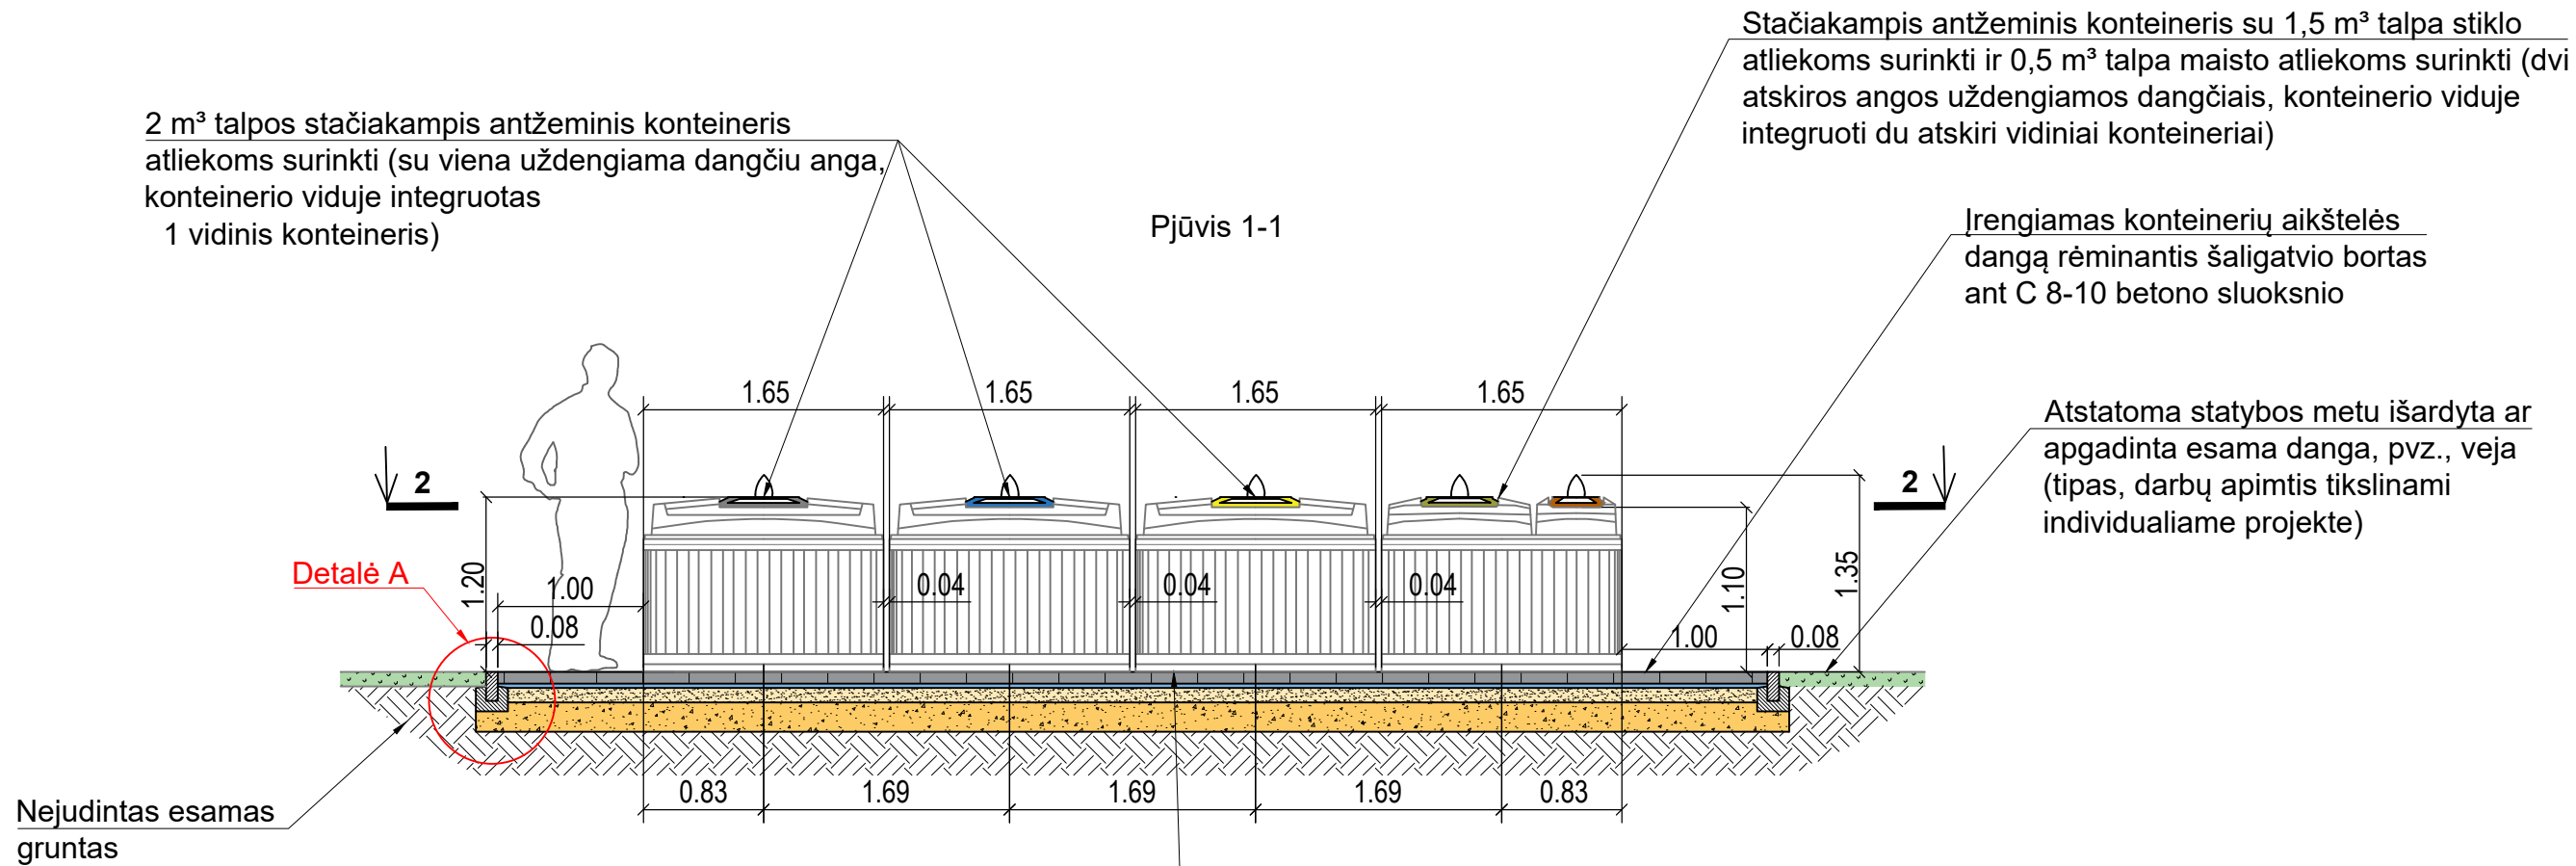 Stačiakampis antžeminis konteineris su 1,5 m³ talpa stiklo
atliekoms surinkti ir 0,5 m³ talpa maisto atliekoms surinkti (dvi
atskiros angos uždengiamos dangčiais, konteinerio viduje
integruoti du atskiri vidiniai konteineriai)
2 m³ talpos stačiakampis antžeminis konteineris
atliekoms surinkti (su viena uždengiama dangčiu anga,
konteinerio viduje integruotas
1 vidinis konteineris)
Pjūvis 1-1
Įrengiamas konteinerių aikštelės
dangą rėminantis šaligatvio bortas
ant C 8-10 betono sluoksnio
Atstatoma statybos metu išardyta ar
apgadinta esama danga, pvz., veja
(tipas, darbų apimtis tikslinami
individualiame projekte)
1.65 1.65 1.65 1.65
2 2
Detalė A
1.20
1.00
0.08
0.04 0.04 0.04
1.10
1.35
1.00 0.08
0.83 1.69 1.69 1.69 0.83
Nejudintas esamas
gruntas